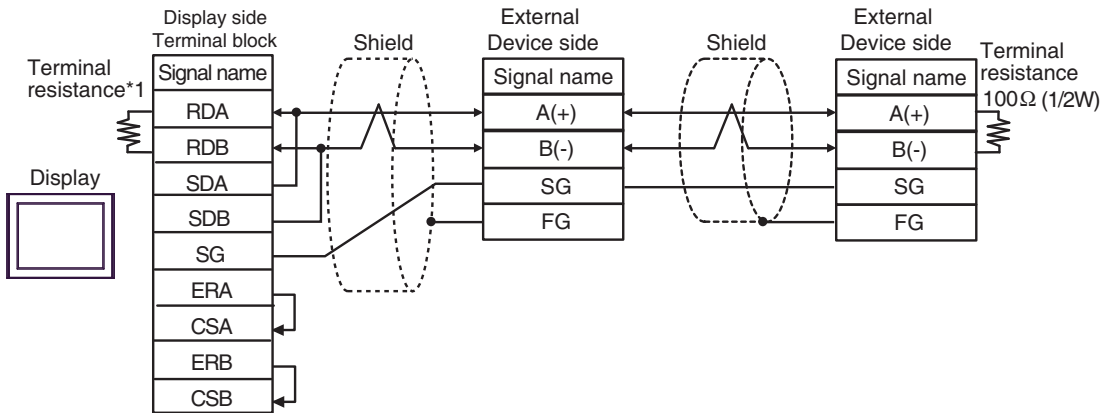 Display side
Terminal block
Shield
External
Device side
Shield
External
Device side
Terminal
resistance*1
Terminal
resistance
100Ω (1/2W)
Display
Signal name
RDA
RDB
SDA
SDB
SG
ERA
CSA
ERB
CSB
Signal name
A(+)
B(-)
SG
FG
Signal name
A(+)
B(-)
SG
FG